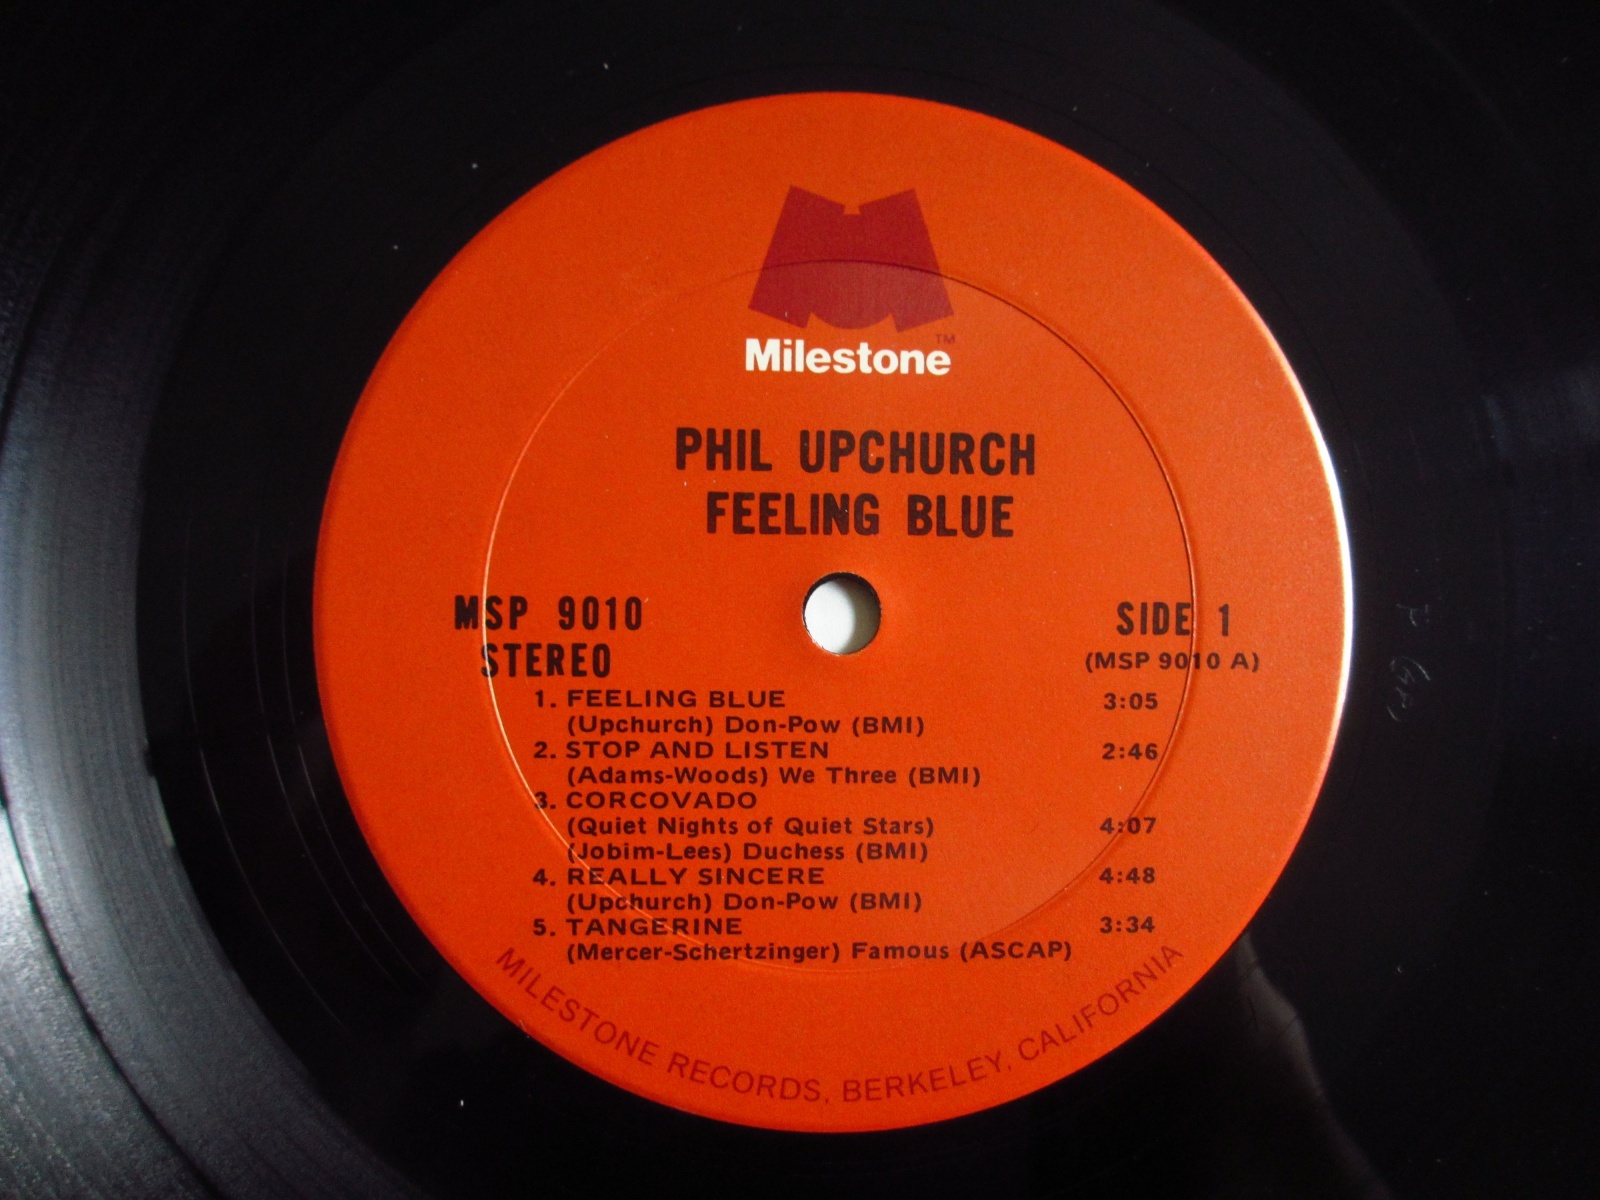 Milestone™
PHIL UPCHURCH
FEELING BLUE
MSP 9010
STEREO
SIDE 1
(MSP 9010 A)
1. FEELING BLUE 3:05
(Upchurch) Don-Pow (BMI)
2. STOP AND LISTEN 2:46
(Adams-Woods) We Three (BMI)
3. CORCOVADO
(Quiet Nights of Quiet Stars) 4:07
(Jobim-Lees) Duchess (BMI)
4. REALLY SINCERE 4:48
(Upchurch) Don-Pow (BMI)
5. TANGERINE 3:34
(Mercer-Schertzinger) Famous (ASCAP)
MILESTONE RECORDS, BERKELEY, CALIFORNIA